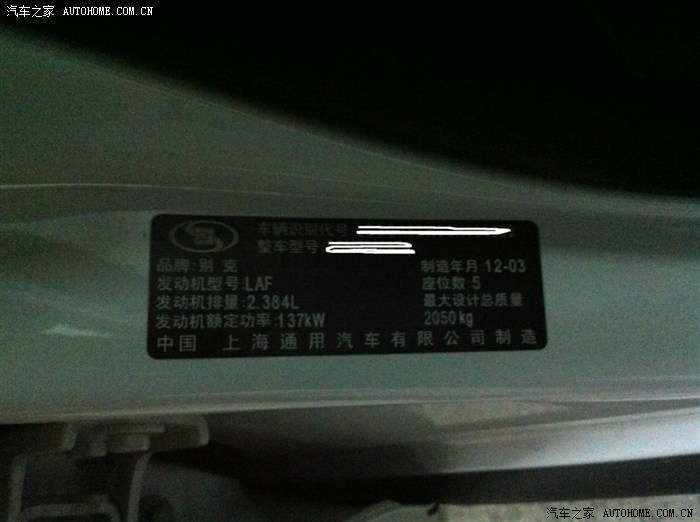 汽车之家 AUTOHOME.COM.CN
车辆识别代号
整车型号
品牌:别克 制造年月:12-03
发动机型号:LAF 座位数:5
发动机排量:2.384L 最大设计总质量
发动机额定功率:137kW 2050kg
中国 上海通用汽车有限公司制造
汽车之家 AUTOHOME.COM.CN